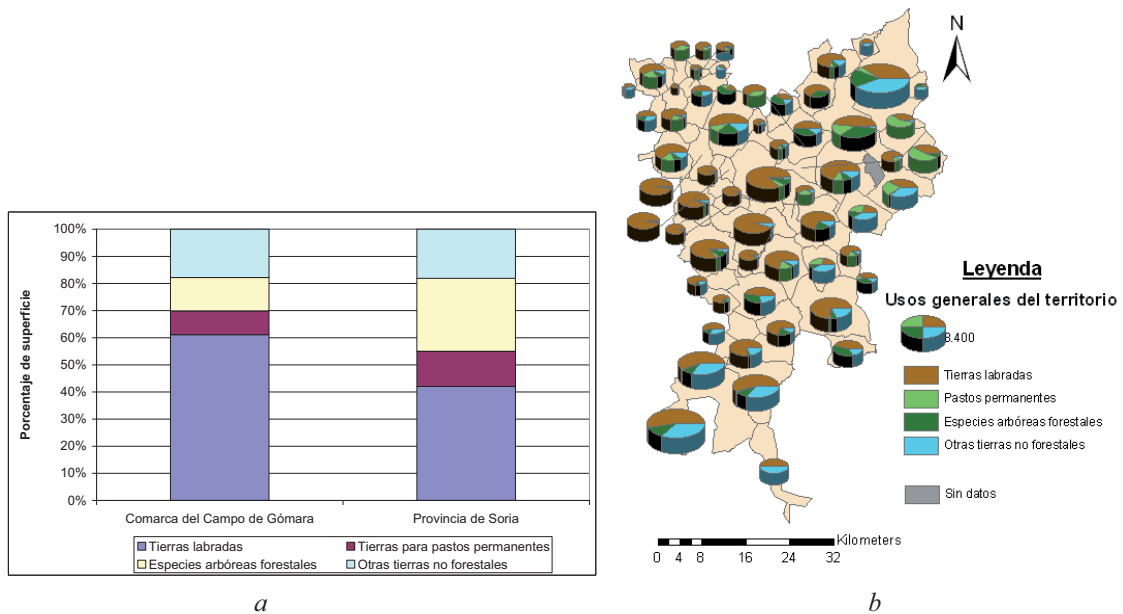 Porcentaje de superficie
100%
90%
80%
70%
60%
50%
40%
30%
20%
10%
0%
Comarca del Campo de Gómara
Provincia de Soria
Tierras labradas
Tierras para pastos permanentes
Especies arbóreas forestales
Otras tierras no forestales
a
N
Leyenda
Usos generales del territorio
8.400
Tierras labradas
Pastos permanentes
Especies arbóreas forestales
Otras tierras no forestales
Sin datos
Kilometers
0 4 8 16 24 32
b